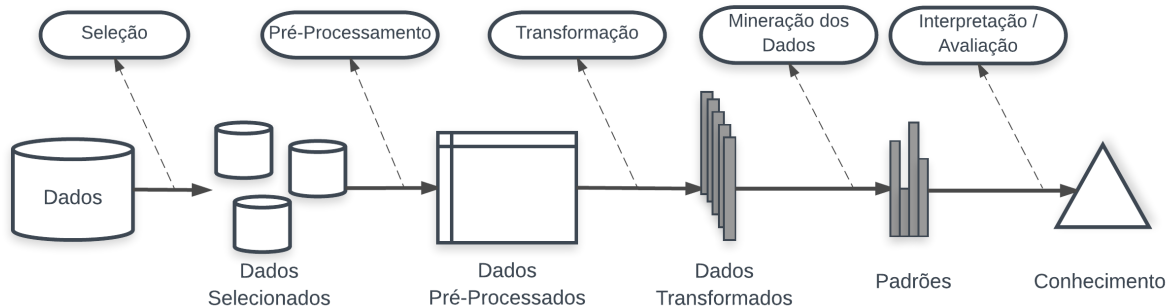 Seleção
Pré-Processamento
Transformação
Mineração dos
Dados
Interpretação /
Avaliação
Dados
Dados
Selecionados
Dados
Pré-Processados
Dados
Transformados
Padrões
Conhecimento